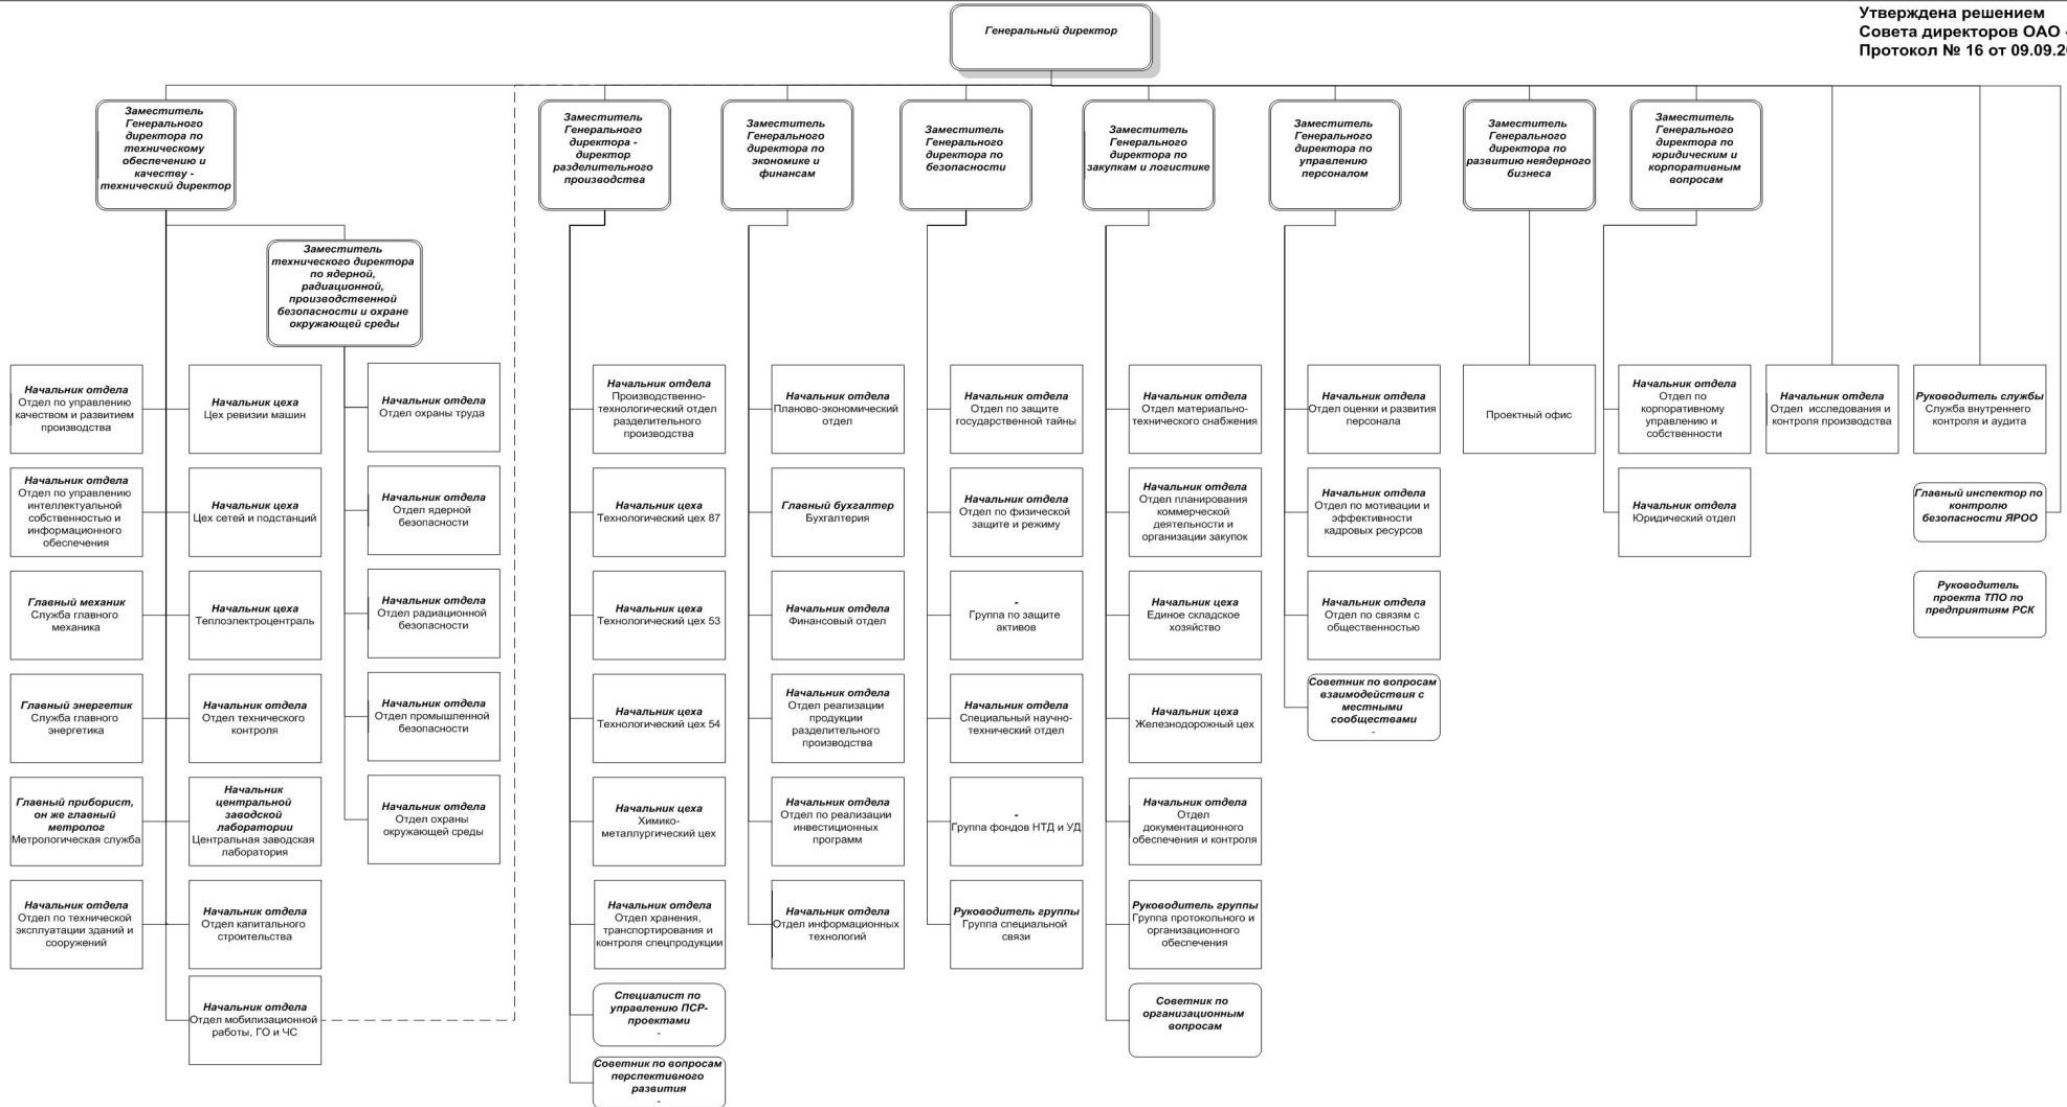 Утверждена решением
Совета директоров ОАО
Протокол № 16 от 09.09.2
Генеральный директор
Заместитель
Генерального
директора по
техническому
обеспечению и
качеству -
технический директор
Заместитель
Генерального
директора -
директор
разделительного
производства
Заместитель
Генерального
директора по
экономике и
финансам
Заместитель
Генерального
директора по
безопасности
Заместитель
Генерального
директора по
закупкам и логистике
Заместитель
Генерального
директора по
управлению
персоналом
Заместитель
Генерального
директора по
развитию неядерного
бизнеса
Заместитель
Генерального
директора по
юридическим и
корпоративным
вопросам
Заместитель
технического директора
по ядерной,
радиационной,
производственной
безопасности и охране
окружающей среды
Начальник отдела
Отдел по управлению
качеством и развитием
производства
Начальник отдела
Отдел по управлению
интеллектуальной
собственностью и
информационного
обеспечения
Главный механик
Служба главного
механика
Главный энергетик
Служба главного
энергетика
Главный приборист,
он же главный
метролог
Метрологическая служба
Начальник отдела
Отдел по технической
эксплуатации зданий и
сооружений
Начальник цеха
Цех ревизии машин
Начальник цеха
Цех сетей и подстанций
Начальник цеха
Теплоэлектроцентраль
Начальник отдела
Отдел технического
контроля
Начальник
центральной
заводской
лаборатории
Центральная заводская
лаборатория
Начальник отдела
Отдел капитального
строительства
Начальник отдела
Отдел мобилизационной
работы, ГО и ЧС
Начальник отдела
Отдел охраны труда
Начальник отдела
Отдел ядерной
безопасности
Начальник отдела
Отдел радиационной
безопасности
Начальник отдела
Отдел промышленной
безопасности
Начальник отдела
Отдел охраны
окружающей среды
Начальник отдела
Производственно-
технологический отдел
разделительного
производства
Начальник цеха
Технологический цех 87
Начальник цеха
Технологический цех 53
Начальник цеха
Технологический цех 54
Начальник цеха
Химико-
металлургический цех
Начальник отдела
Отдел хранения,
транспортирования и
контроля спецпродукции
Специалист по
управлению ПСР-
проектами
-
Советник по вопросам
перспективного
развития
-
Начальник отдела
Планово-экономический
отдел
Главный бухгалтер
Бухгалтерия
Начальник отдела
Финансовый отдел
Начальник отдела
Отдел реализации
продукции
разделительного
производства
Начальник отдела
Отдел по реализации
инвестиционных
программ
Начальник отдела
Отдел информационных
технологий
Начальник отдела
Отдел по защите
государственной тайны
Начальник отдела
Отдел по физической
защите и режиму
-
Группа по защите
активов
Начальник отдела
Специальный научно-
технический отдел
-
Группа фондов НТД и УД
Руководитель группы
Группа специальной
связи
Начальник отдела
Отдел материально-
технического снабжения
Начальник отдела
Отдел планирования
коммерческой
деятельности и
организации закупок
Начальник цеха
Единое складское
хозяйство
Начальник цеха
Железнодорожный цех
Начальник отдела
Отдел
документационного
обеспечения и контроля
Руководитель группы
Группа протокольного и
организационного
обеспечения
Советник по
организационным
вопросам
Начальник отдела
Отдел оценки и развития
персонала
Начальник отдела
Отдел по мотивации и
эффективности
кадровых ресурсов
Начальник отдела
Отдел по связям с
общественностью
Советник по вопросам
взаимодействия с
местными
сообществами
-
Проектный офис
Начальник отдела
Отдел по
корпоративному
управлению и
собственности
Начальник отдела
Юридический отдел
Начальник отдела
Отдел исследования и
контроля производства
Руководитель службы
Служба внутреннего
контроля и аудита
Главный инспектор по
контролю
безопасности ЯРОО
Руководитель
проекта ТПО по
предприятиям РСК